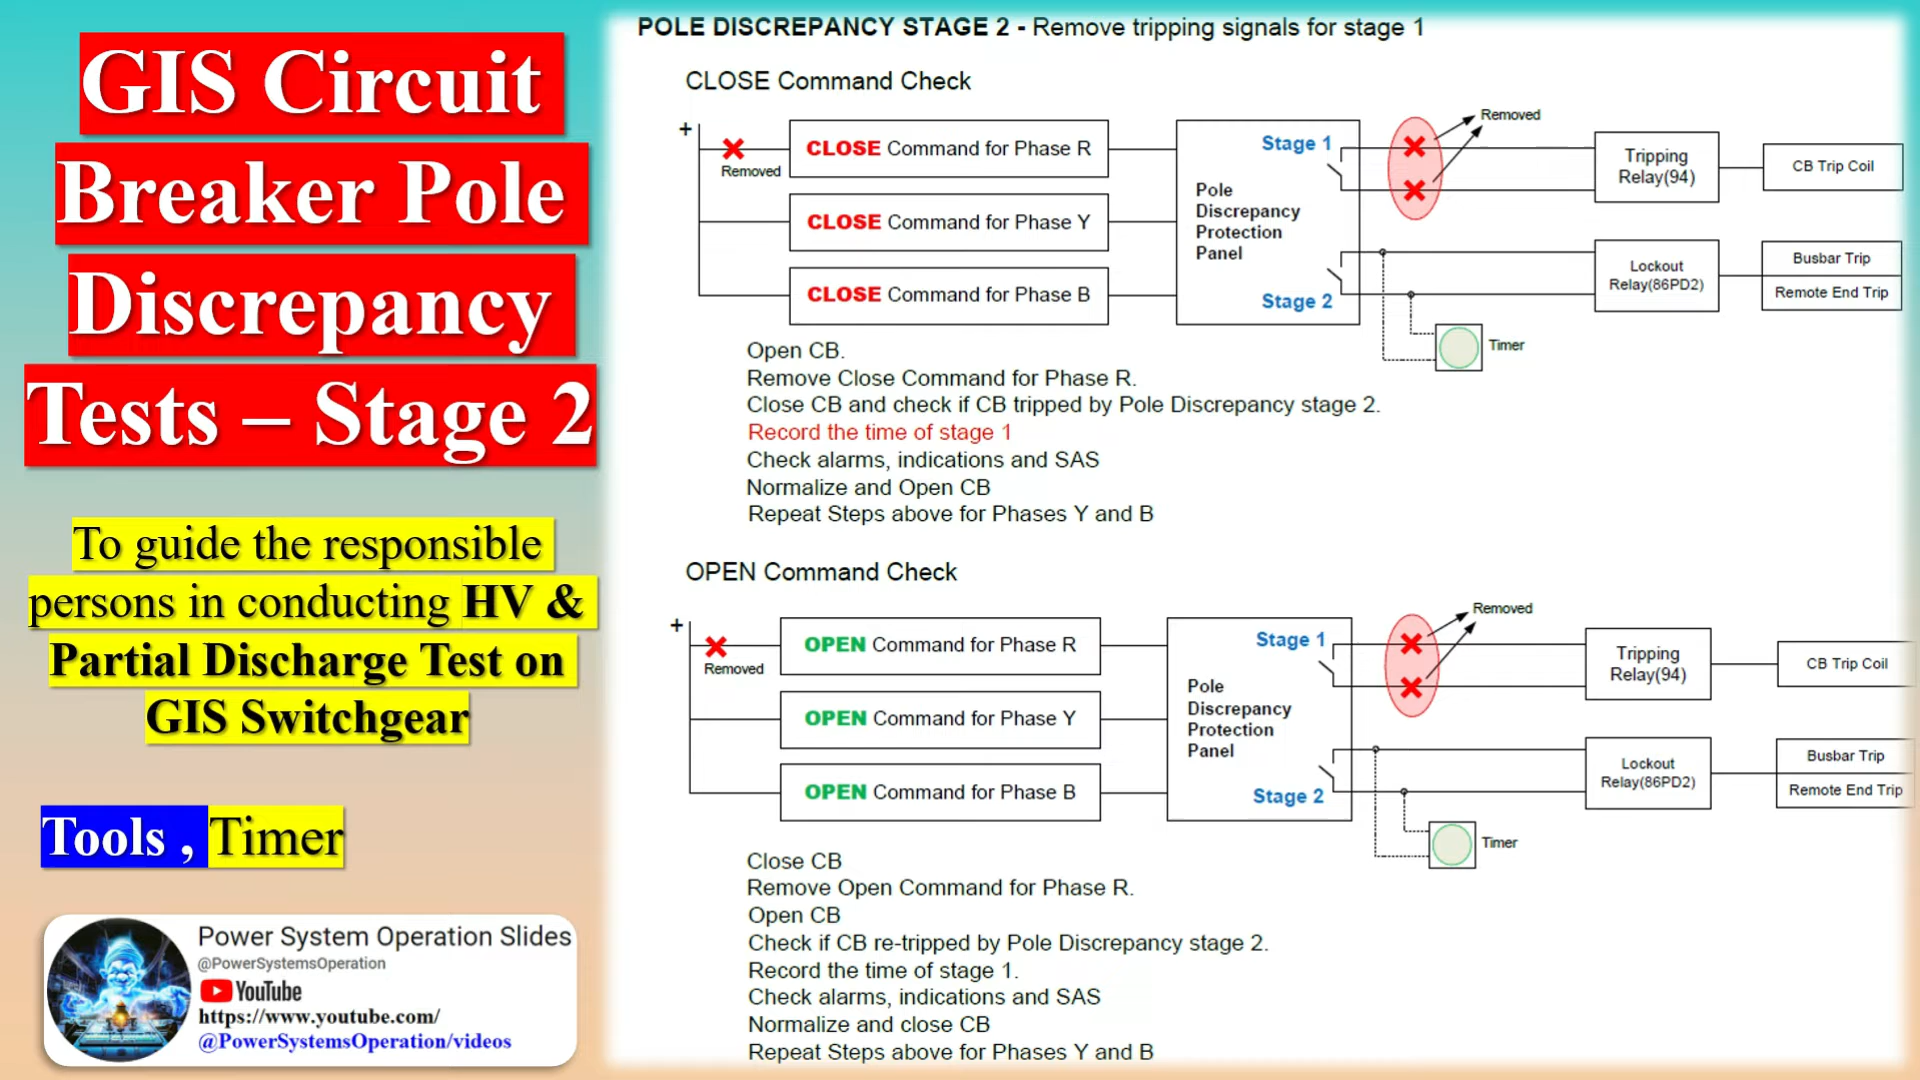 GIS Circuit
Breaker Pole
Discrepancy
Tests – Stage 2
To guide the responsible
persons in conducting HV &
Partial Discharge Test on
GIS Switchgear
Tools , Timer
Power System Operation Slides
@PowerSystemsOperation
YouTube
https://www.youtube.com/
@PowerSystemsOperation/videos
POLE DISCREPANCY STAGE 2 - Remove tripping signals for stage 1
CLOSE Command Check
+
Removed
CLOSE Command for Phase R
CLOSE Command for Phase Y
CLOSE Command for Phase B
Stage 1
Pole
Discrepancy
Protection
Panel
Stage 2
Removed
Tripping
Relay(94)
CB Trip Coil
Lockout
Relay(86PD2)
Busbar Trip
Remote End Trip
Timer
Open CB.
Remove Close Command for Phase R.
Close CB and check if CB tripped by Pole Discrepancy stage 2.
Record the time of stage 1
Check alarms, indications and SAS
Normalize and Open CB
Repeat Steps above for Phases Y and B
OPEN Command Check
+
Removed
OPEN Command for Phase R
OPEN Command for Phase Y
OPEN Command for Phase B
Stage 1
Pole
Discrepancy
Protection
Panel
Stage 2
Removed
Tripping
Relay(94)
CB Trip Coil
Lockout
Relay(86PD2)
Busbar Trip
Remote End Trip
Timer
Close CB
Remove Open Command for Phase R.
Open CB
Check if CB re-tripped by Pole Discrepancy stage 2.
Record the time of stage 1.
Check alarms, indications and SAS
Normalize and close CB
Repeat Steps above for Phases Y and B